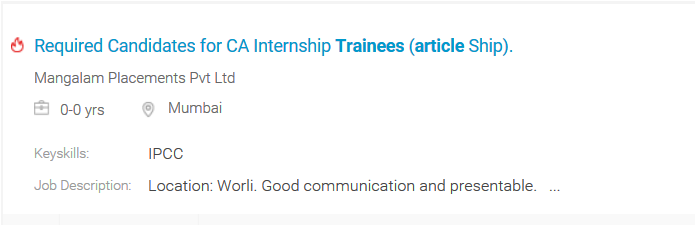 Required Candidates for CA Internship Trainees (article Ship).
Mangalam Placements Pvt Ltd
0-0 yrs Mumbai
Keyskills: IPCC
Job Description: Location: Worli. Good communication and presentable. ...